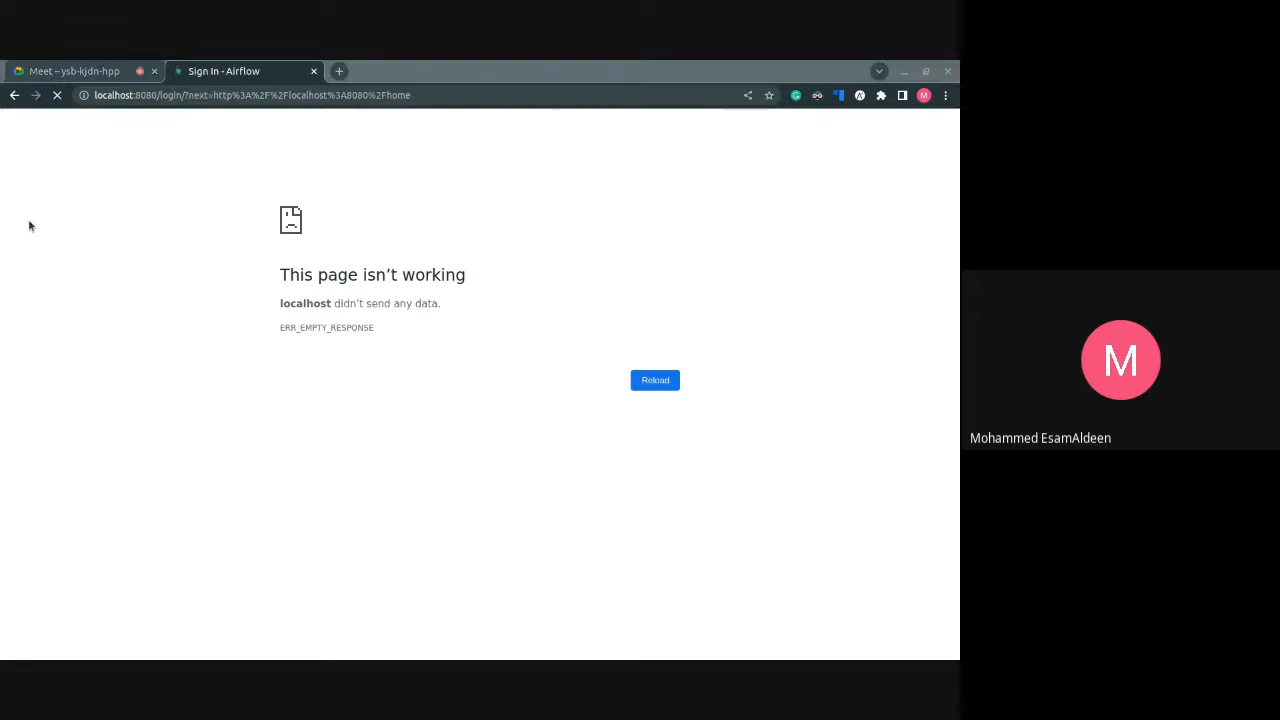 Meet – ysb-kjdn-hpp
Sign In - Airflow
localhost:8080/login/?next=http%3A%2F%2Flocalhost%3A8080%2Fhome
M
This page isn’t working
localhost didn’t send any data.
ERR_EMPTY_RESPONSE
Reload
M
Mohammed EsamAldeen